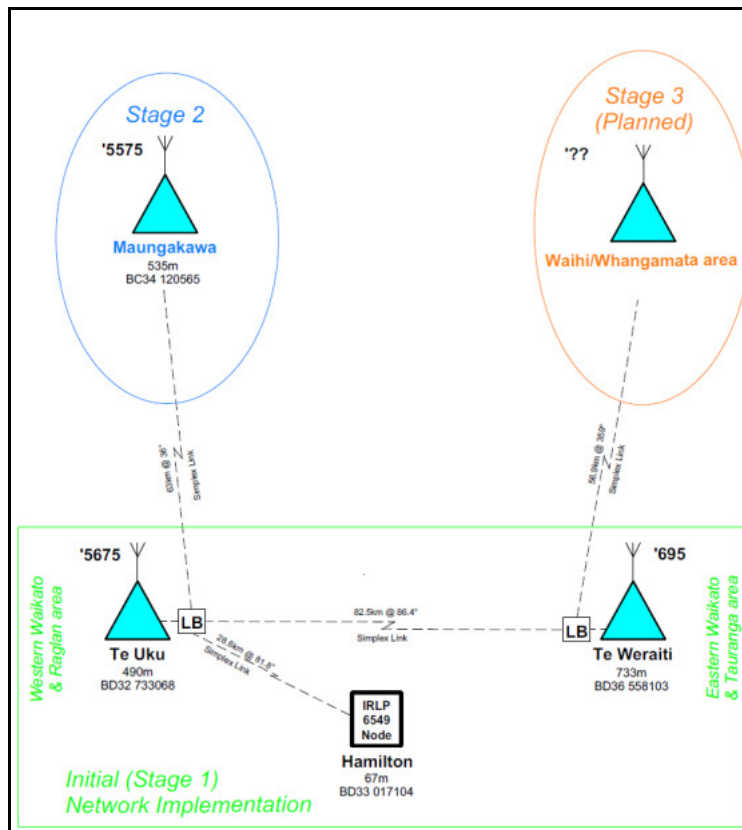 Stage 2
'5575
Maungakawa
535m
BC34 120565
Stage 3
(Planned)
'??
Waihi/Whangamata area
63km @ 36°
Simplex Link
56.9km @ 359°
Simplex Link
Western Waikato
& Raglan area
'5675
LB
Te Uku
490m
BD32 733068
82.5km @ 86.4°
Simplex Link
28.8km @ 81.8°
Simplex Link
'695
LB
Te Weraiti
733m
BD36 558103
Eastern Waikato
& Tauranga area
IRLP
6549
Node
Hamilton
67m
BD33 017104
Initial (Stage 1)
Network Implementation